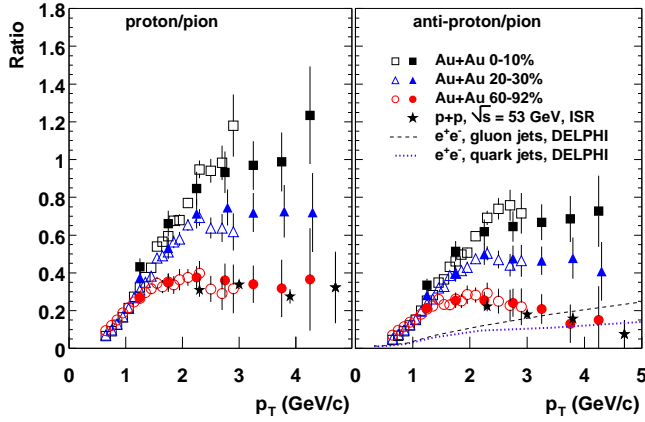 proton/pion
anti-proton/pion
Ratio
1.8
1.6
1.4
1.2
1
0.8
0.6
0.4
0.2
0
Au+Au 0-10%
Au+Au 20-30%
Au+Au 60-92%
p+p, √s = 53 GeV, ISR
e⁺e⁻, gluon jets, DELPHI
e⁺e⁻, quark jets, DELPHI
0 1 2 3 4 0 1 2 3 4 5
p_T (GeV/c) p_T (GeV/c)